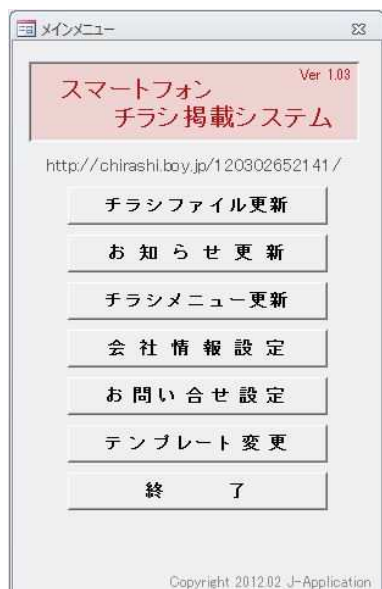 メインメニュー
Ver 1.03
スマートフォン
チラシ掲載システム
http://chirashi.boy.jp/120302652141/
チラシファイル更新
お知らせ更新
チラシメニュー更新
会社情報設定
お問い合せ設定
テンプレート変更
終了
Copyright 2012.02 J-Application